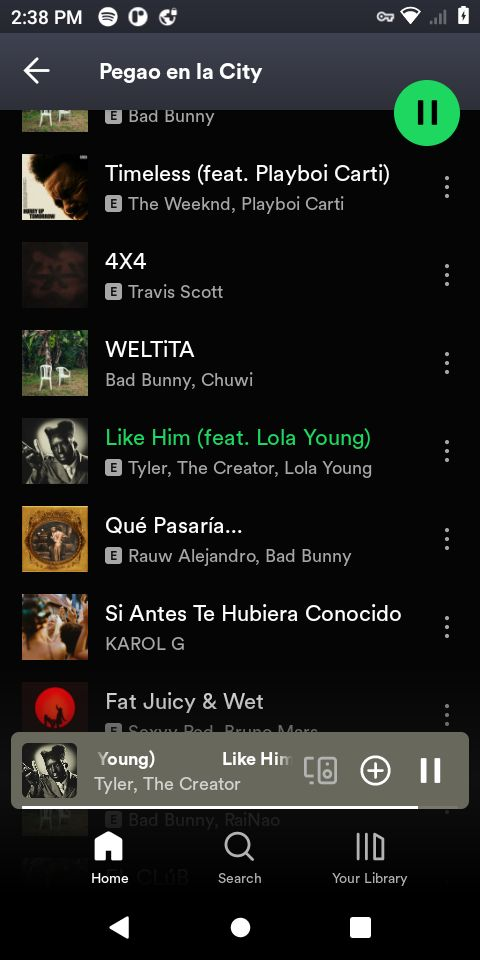 2:38 PM
Pegao en la City
E Bad Bunny
Timeless (feat. Playboi Carti)
E The Weeknd, Playboi Carti
4X4
E Travis Scott
WELTiTA
Bad Bunny, Chuwi
Like Him (feat. Lola Young)
E Tyler, The Creator, Lola Young
Qué Pasaría...
E Rauw Alejandro, Bad Bunny
Si Antes Te Hubiera Conocido
KAROL G
Fat Juicy & Wet
E Sexyy Red, Bruno Mars
Young) Like Him
Tyler, The Creator
E Bad Bunny, RaiNao
EL CLúB
Home
Search
Your Library